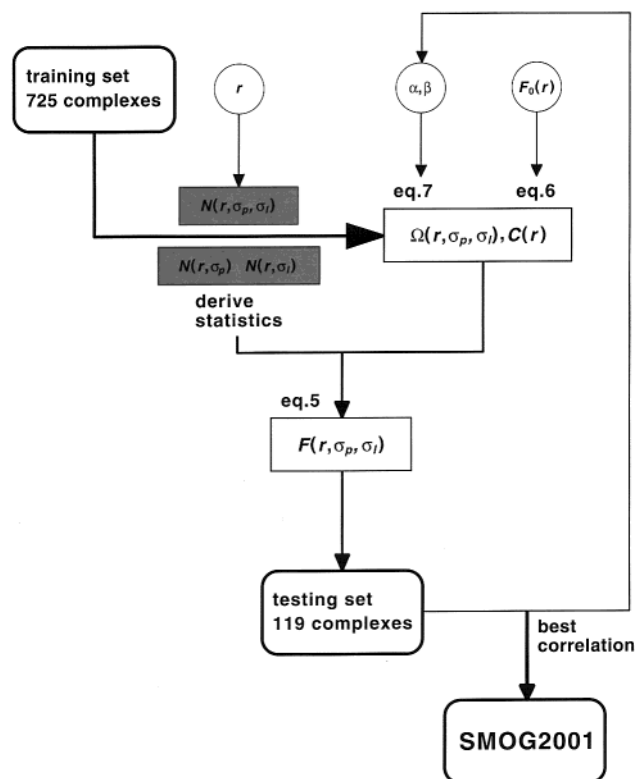 training set
725 complexes
r
α,β
F₀(r)
eq.7
eq.6
N(r,σₚ,σₗ)
Ω(r,σₚ,σₗ),C(r)
N(r,σₚ) N(r,σₗ)
derive
statistics
eq.5
F(r,σₚ,σₗ)
testing set
119 complexes
best
correlation
SMOG2001